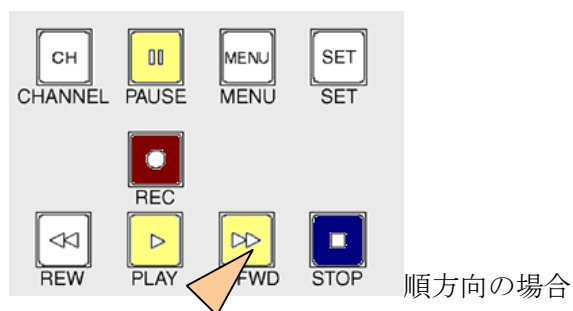 CH MENU SET
CHANNEL PAUSE MENU SET
REC
REW PLAY FWD STOP
順方向の場合